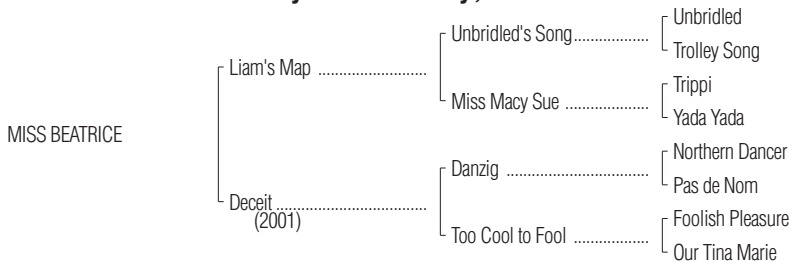 Unbridled
Unbridled's Song.................
Trolley Song
Liam's Map ..........................
Trippi
Miss Macy Sue ....................
Yada Yada
MISS BEATRICE
Northern Dancer
Danzig ..................................
Pas de Nom
Deceit ....................................
(2001)
Foolish Pleasure
Too Cool to Fool ..................
Our Tina Marie